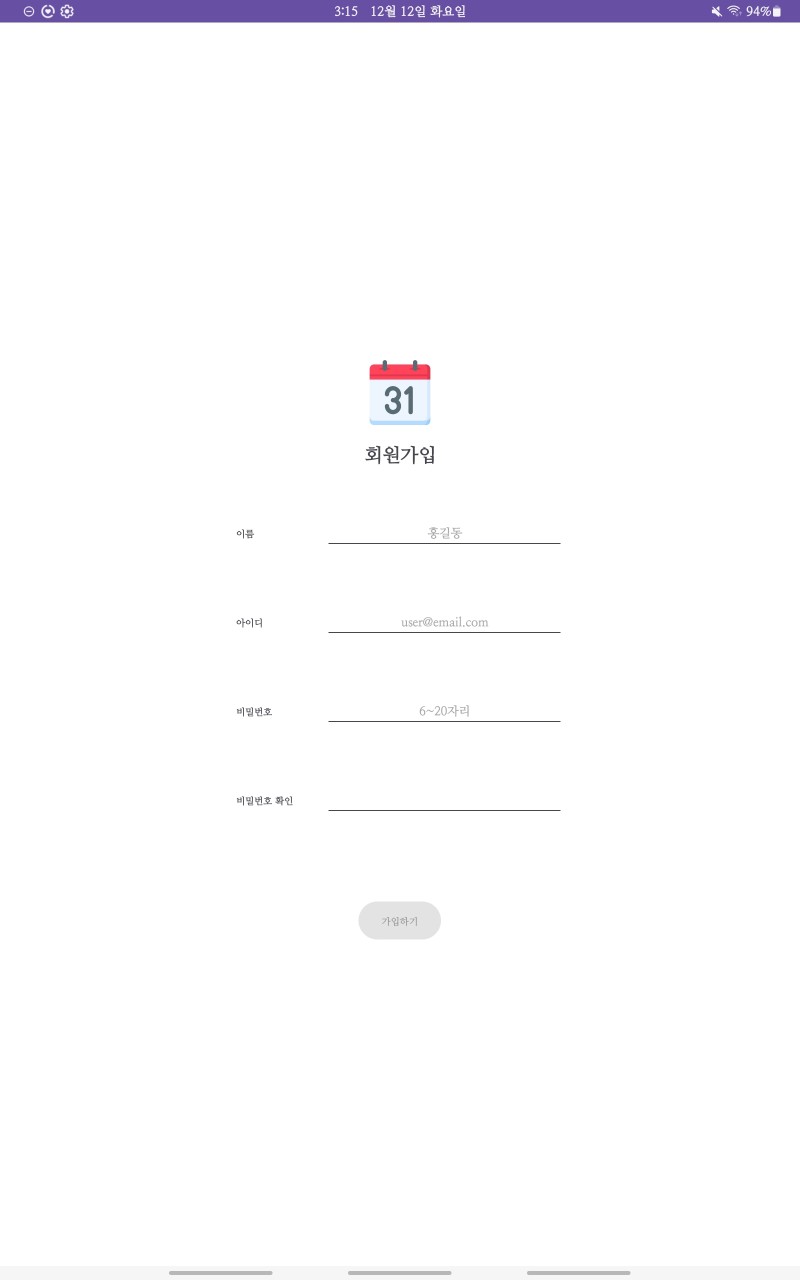 3:15 12월 12일 화요일 94%
31
회원가입
이름 홍길동
아이디 user@email.com
비밀번호 6~20자리
비밀번호 확인
가입하기